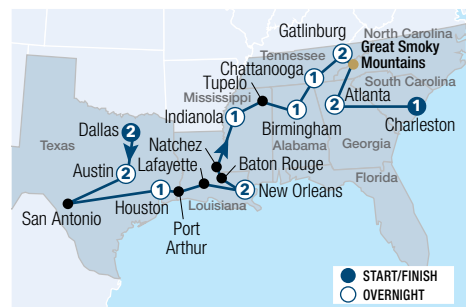 Gatlinburg
North Carolina
Tennessee
Great Smoky
Mountains
Chattanooga
Tupelo
South Carolina
Mississippi
Indianola
Atlanta
Charleston
Dallas
Birmingham
Natchez
Alabama
Texas
Georgia
Austin
Lafayette
Baton Rouge
Florida
New Orleans
Houston
Louisiana
San Antonio
Port
Arthur
2
1
2
1
1
1
2
2
1
2
START/FINISH
OVERNIGHT